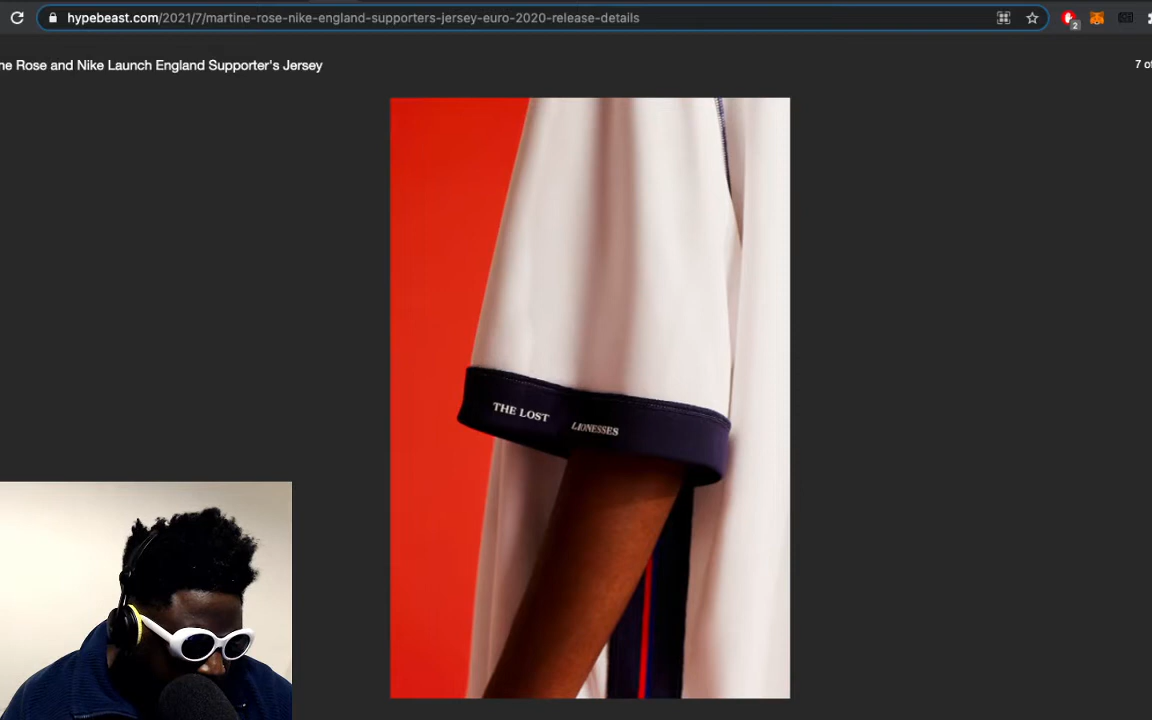 hypebeast.com/2021/7/martine-rose-nike-england-supporters-jersey-euro-2020-release-details
2
ne Rose and Nike Launch England Supporter's Jersey
7 of
THE LOST LIONESSES